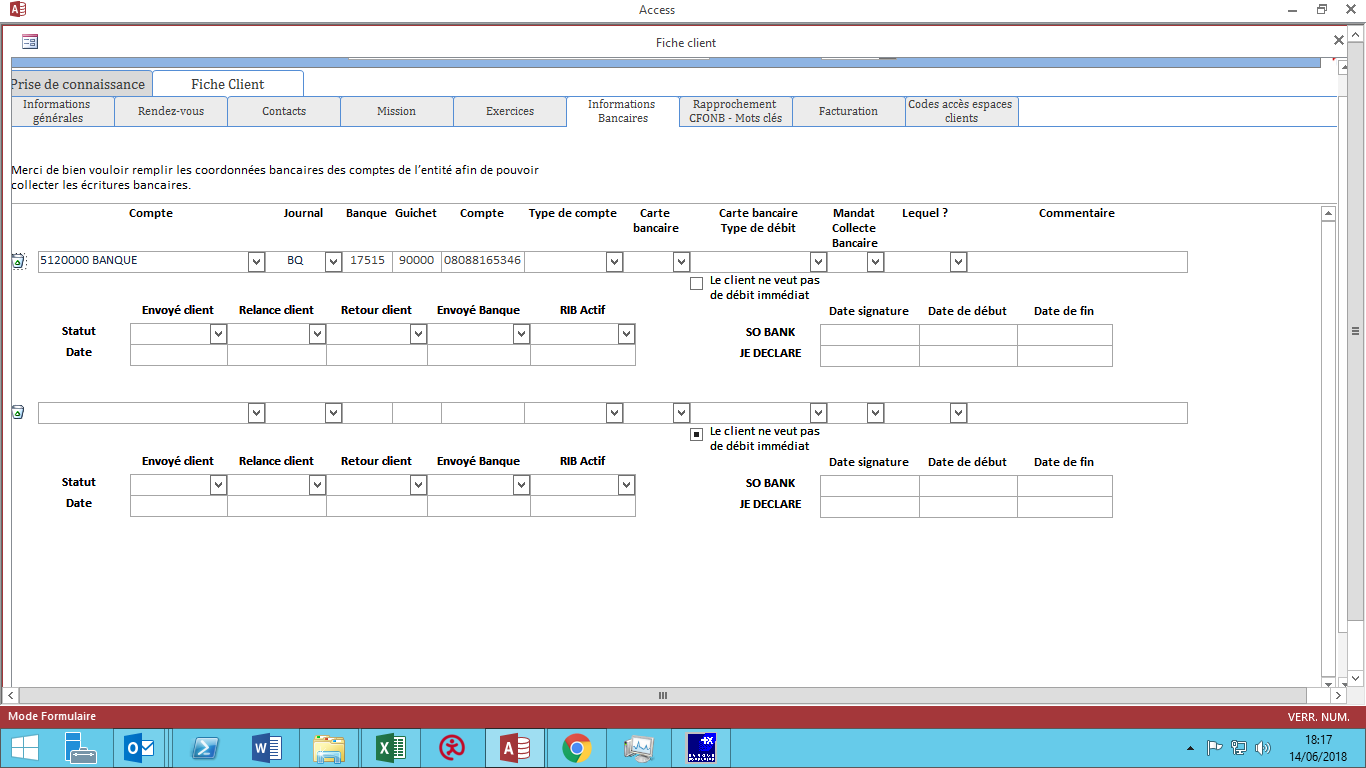 Access
Fiche client
Prise de connaissance
Fiche Client
Informations générales
Rendez-vous
Contacts
Mission
Exercices
Informations Bancaires
Rapprochement CFONB - Mots clés
Facturation
Codes accès espaces clients
Merci de bien vouloir remplir les coordonnées bancaires des comptes de l'entité afin de pouvoir
collecter les écritures bancaires.
Compte Journal Banque Guichet Compte Type de compte Carte bancaire Carte bancaire Type de débit Mandat Collecte Bancaire Lequel ? Commentaire
5120000 BANQUE BQ 17515 90000 08088165346
Le client ne veut pas
de débit immédiat
Envoyé client Relance client Retour client Envoyé Banque RIB Actif Date signature Date de début Date de fin
Statut SO BANK
Date JE DECLARE
Le client ne veut pas
de débit immédiat
Envoyé client Relance client Retour client Envoyé Banque RIB Actif Date signature Date de début Date de fin
Statut SO BANK
Date JE DECLARE
Mode Formulaire VERR. NUM.
18:17
14/06/2018